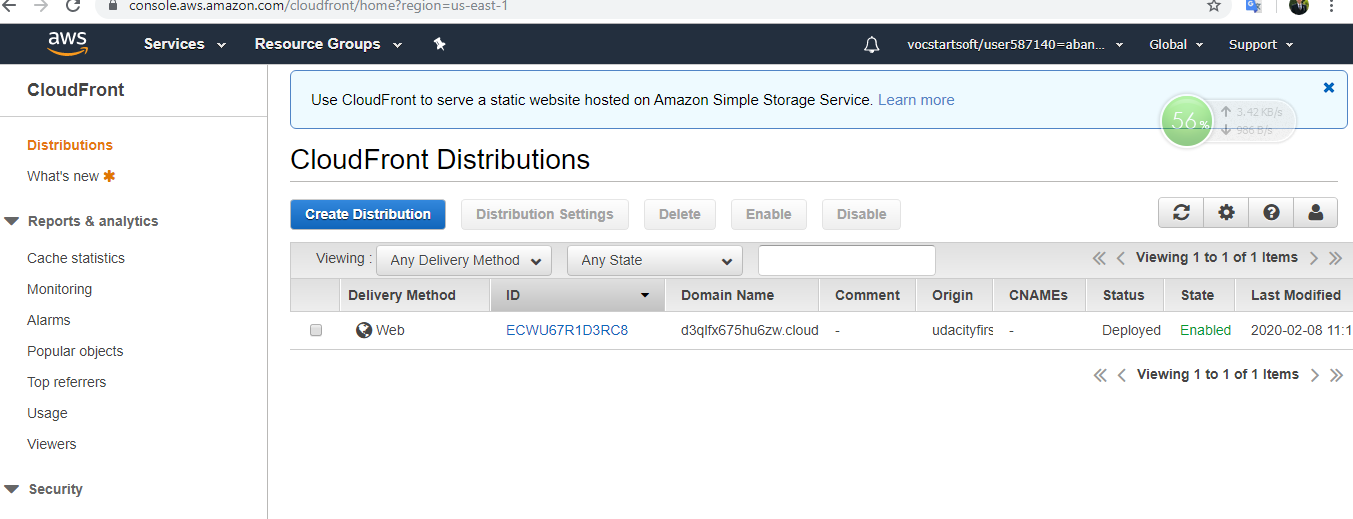 console.aws.amazon.com/cloudfront/home?region=us-east-1
aws
Services
Resource Groups
vocstartsoft/user587140=aban...
Global
Support
CloudFront
Distributions
What's new
Reports & analytics
Cache statistics
Monitoring
Alarms
Popular objects
Top referrers
Usage
Viewers
Security
Use CloudFront to serve a static website hosted on Amazon Simple Storage Service. Learn more
56%
3.42 KB/s
986 B/s
CloudFront Distributions
Create Distribution
Distribution Settings
Delete
Enable
Disable
Viewing :
Any Delivery Method
Any State
Viewing 1 to 1 of 1 Items
Delivery Method ID Domain Name Comment Origin CNAMEs Status State Last Modified
Web ECWU67R1D3RC8 d3qlfx675hu6zw.cloud - udacityfirs - Deployed Enabled 2020-02-08 11:1
Viewing 1 to 1 of 1 Items